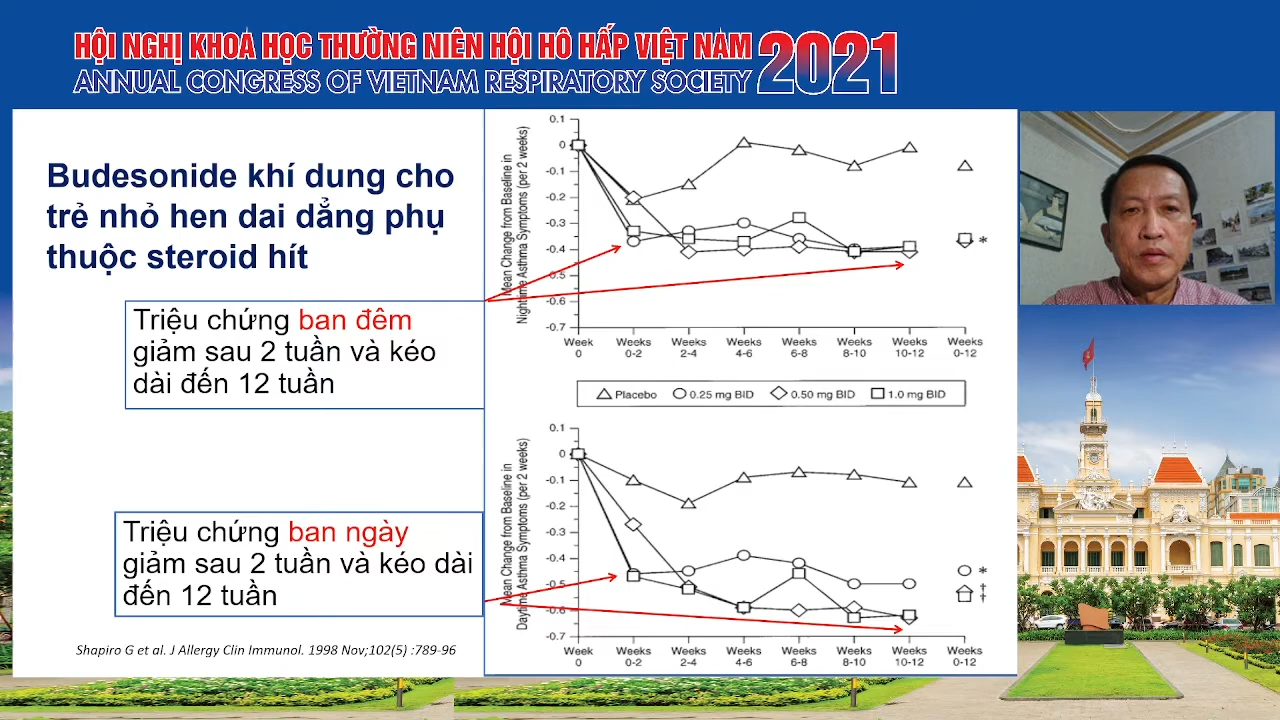 HỘI NGHỊ KHOA HỌC THƯỜNG NIÊN HỘI HÔ HẤP VIỆT NAM 2021
ANNUAL CONGRESS OF VIETNAM RESPIRATORY SOCIETY
Budesonide khí dung cho
trẻ nhỏ hen dai dẳng phụ
thuộc steroid hít
Triệu chứng ban đêm
giảm sau 2 tuần và kéo
dài đến 12 tuần
Triệu chứng ban ngày
giảm sau 2 tuần và kéo dài
đến 12 tuần
Shapiro G et al. J Allergy Clin Immunol. 1998 Nov;102(5) :789-96
Mean Change from Baseline in
Nighttime Asthma Symptoms (per 2 weeks)
0.1
0
-0.1
-0.2
-0.3
-0.4
-0.5
-0.6
-0.7
*
Week Weeks Weeks Weeks Weeks Weeks Weeks Weeks
0 0-2 2-4 4-6 6-8 8-10 10-12 0-12
Placebo 0.25 mg BID 0.50 mg BID 1.0 mg BID
Mean Change from Baseline in
Daytime Asthma Symptoms (per 2 weeks)
0.1
0
-0.1
-0.2
-0.3
-0.4
-0.5
-0.6
-0.7
*
†
†
Week Weeks Weeks Weeks Weeks Weeks Weeks Weeks
0 0-2 2-4 4-6 6-8 8-10 10-12 0-12